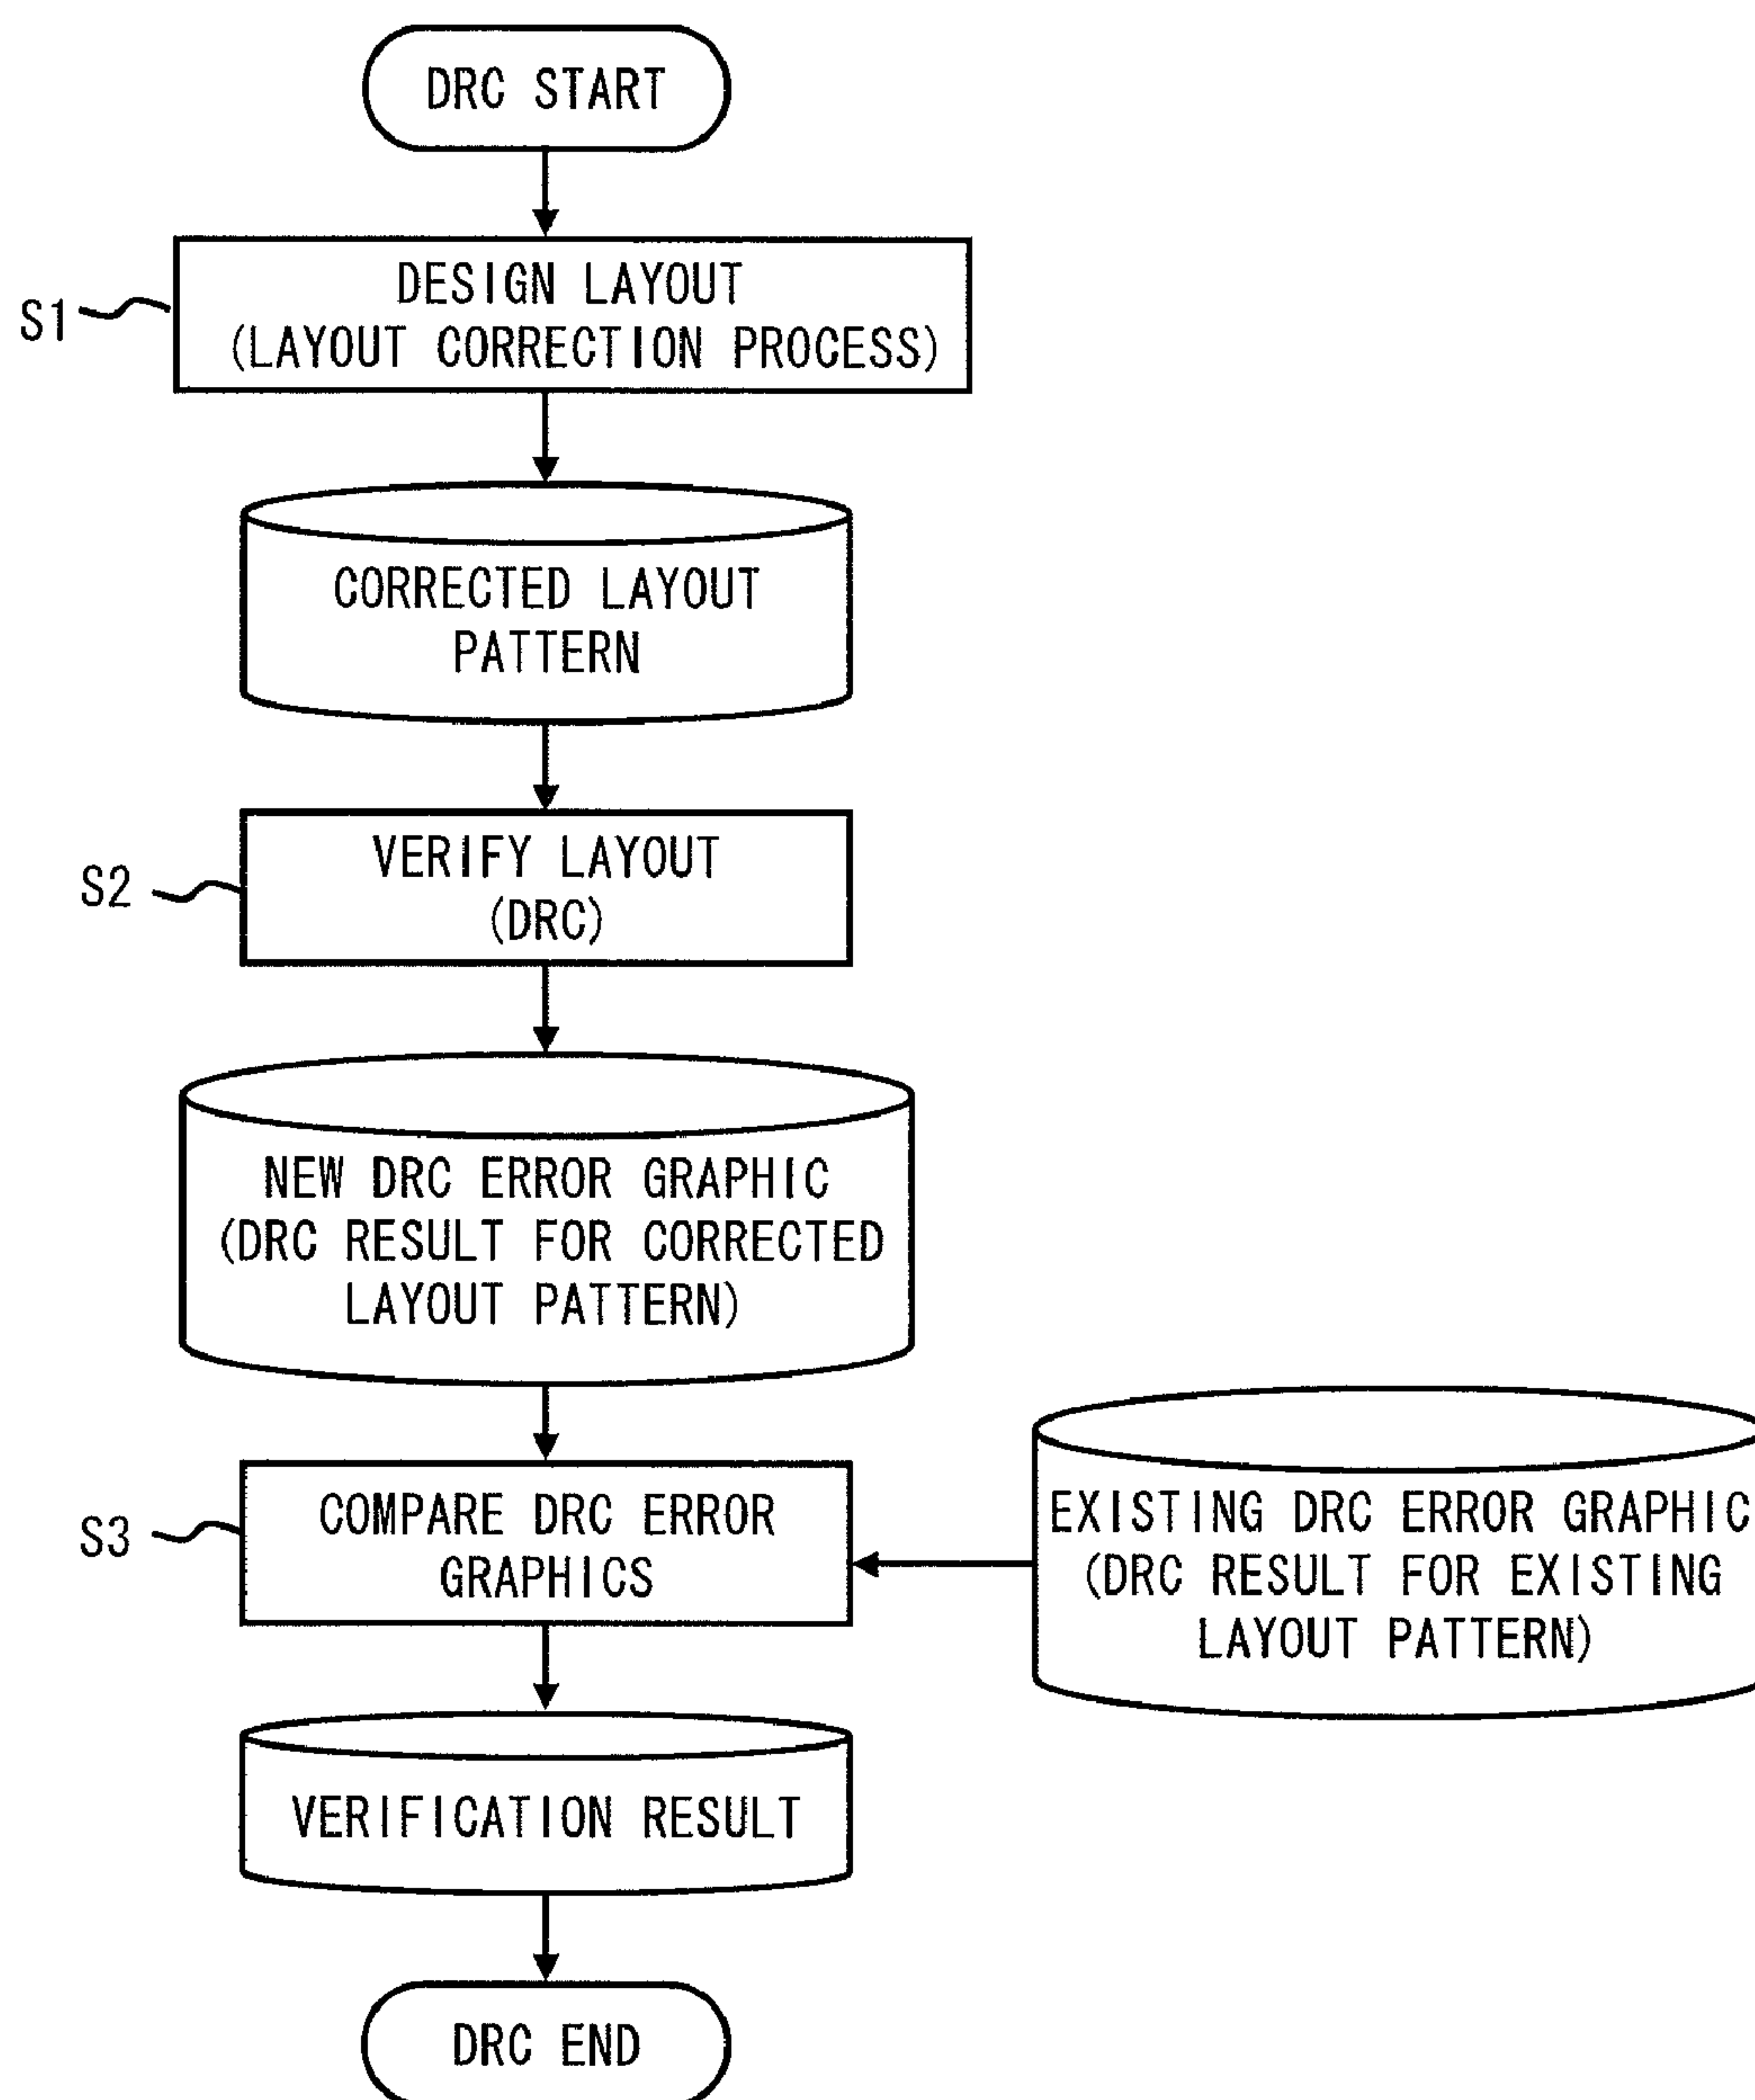 DRC START
S1
DESIGN LAYOUT
(LAYOUT CORRECTION PROCESS)
CORRECTED LAYOUT
PATTERN
S2
VERIFY LAYOUT
(DRC)
NEW DRC ERROR GRAPHIC
(DRC RESULT FOR CORRECTED
LAYOUT PATTERN)
S3
COMPARE DRC ERROR
GRAPHICS
EXISTING DRC ERROR GRAPHIC
(DRC RESULT FOR EXISTING
LAYOUT PATTERN)
VERIFICATION RESULT
DRC END